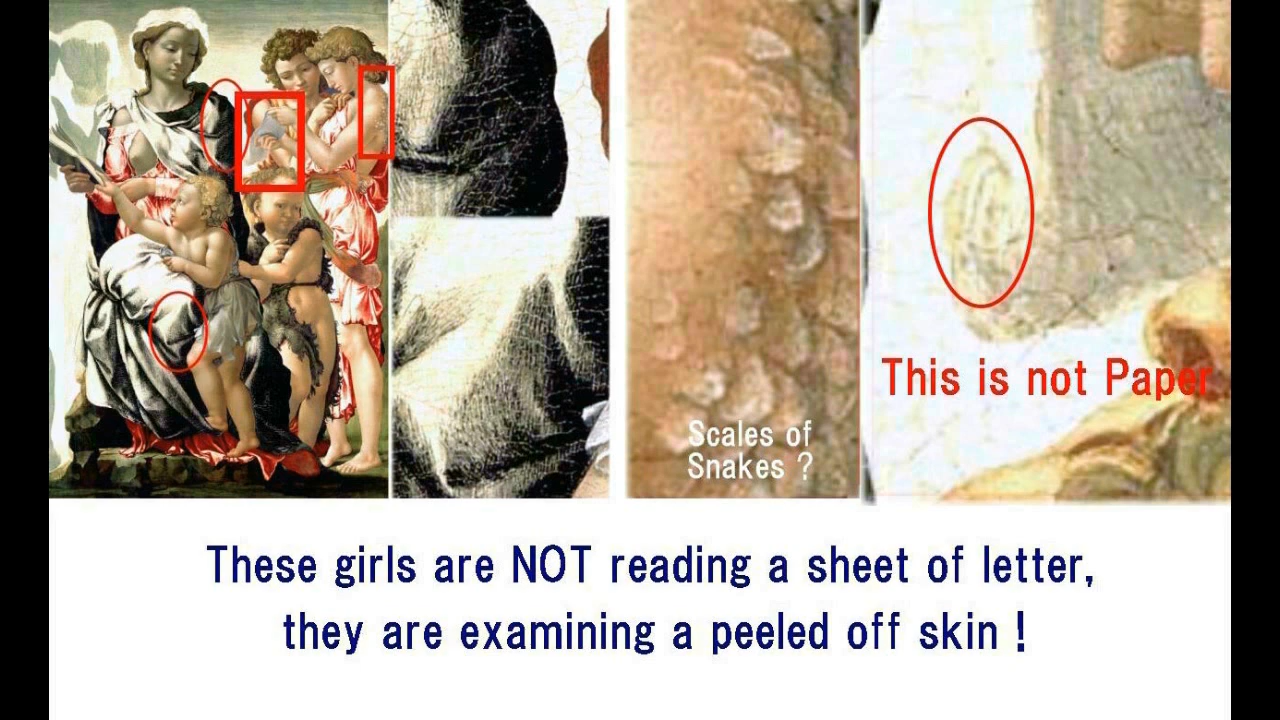 Scales of
Snakes ?
This is not Paper
These girls are NOT reading a sheet of letter,
they are examining a peeled off skin !